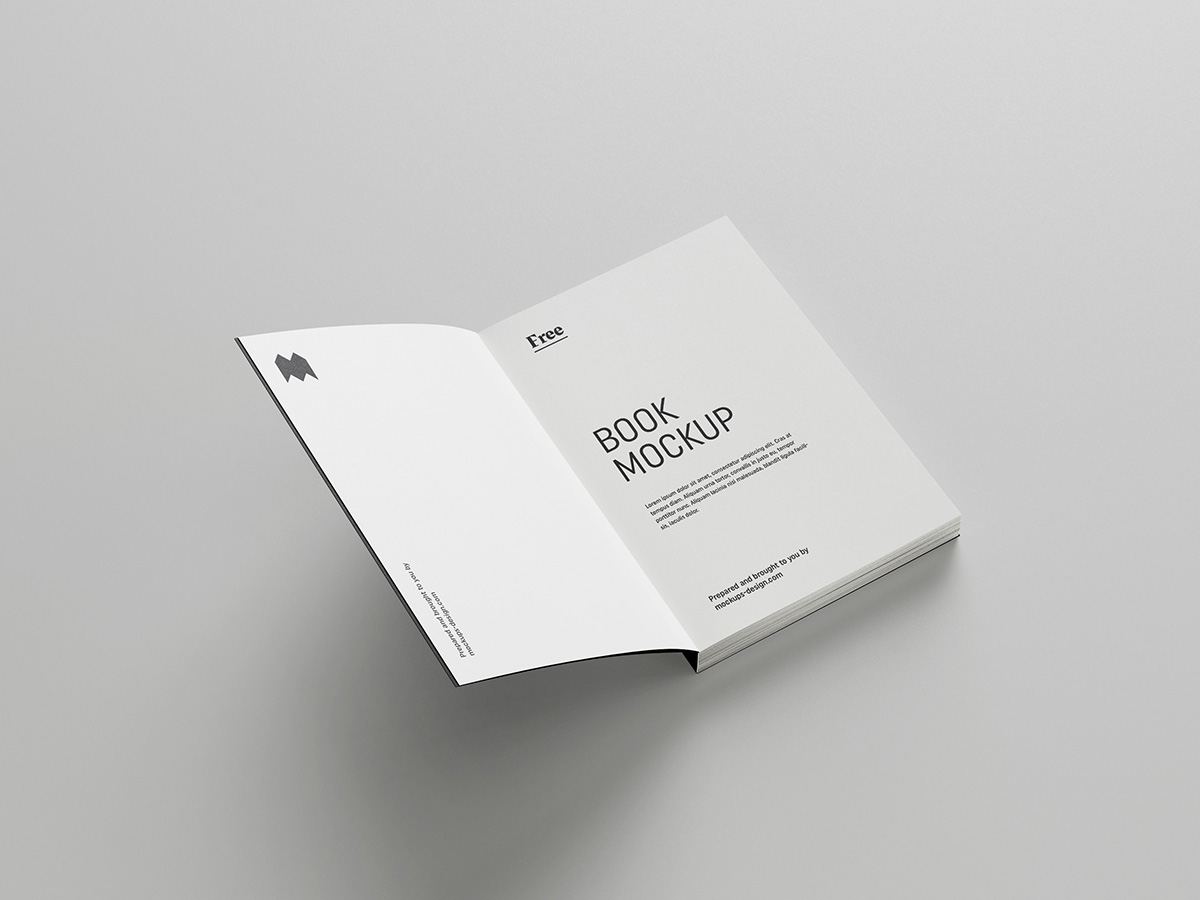 Prepared and brought to you by
mockups-design.com
Free
BOOK
MOCKUP
Lorem ipsum dolor sit amet, consectetur adipiscing elit. Cras at
tempus diam. Aliquam urna tortor, convallis in justo eu, tempor
porttitor nunc. Aliquam lacinia nisl malesuada, blandit ligula facili-
sis, iaculis dolor.
Prepared and brought to you by
mockups-design.com